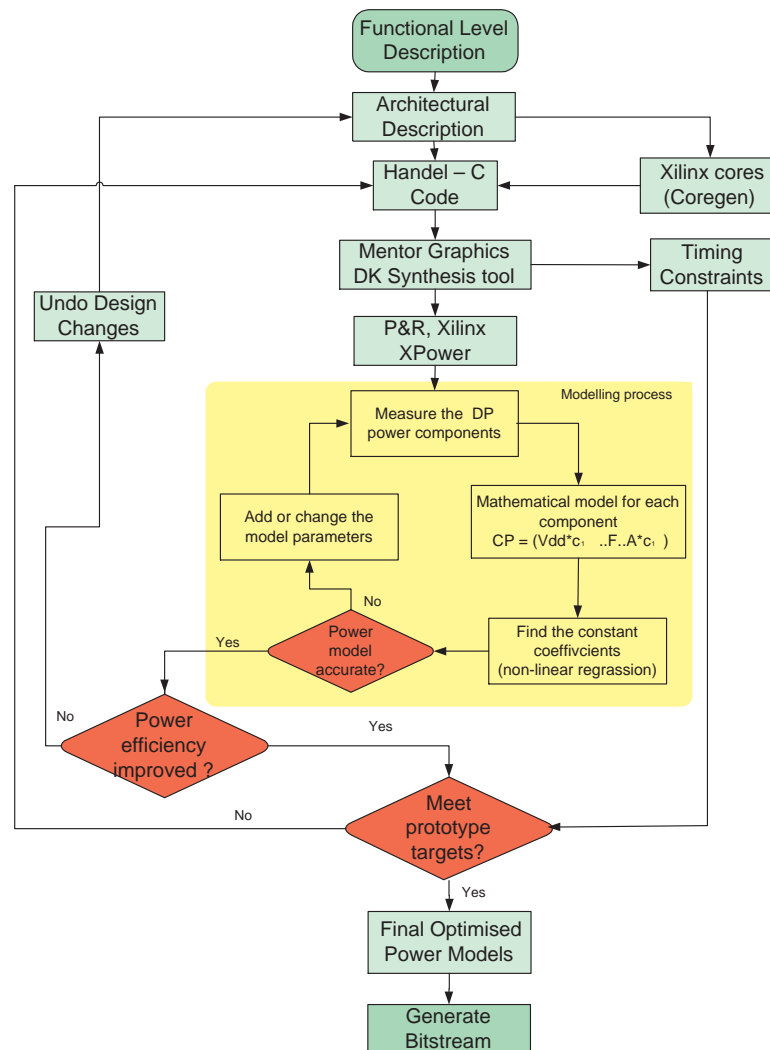 Functional Level
Description
Architectural
Description
Handel – C
Code
Xilinx cores
(Coregen)
Mentor Graphics
DK Synthesis tool
Timing
Constraints
Undo Design
Changes
P&R, Xilinx
XPower
Modelling process
Measure the DP
power components
Mathematical model for each
component
CP = (Vdd*c₁ ..F..A*c₁ )
Add or change the
model parameters
No
Find the constant
coeffivcients
(non-linear regrassion)
Power
model
accurate?
Yes
No
Power
efficiency
improved ?
Yes
Meet
prototype
targets?
No
Yes
Final Optimised
Power Models
Generate
Bitstream